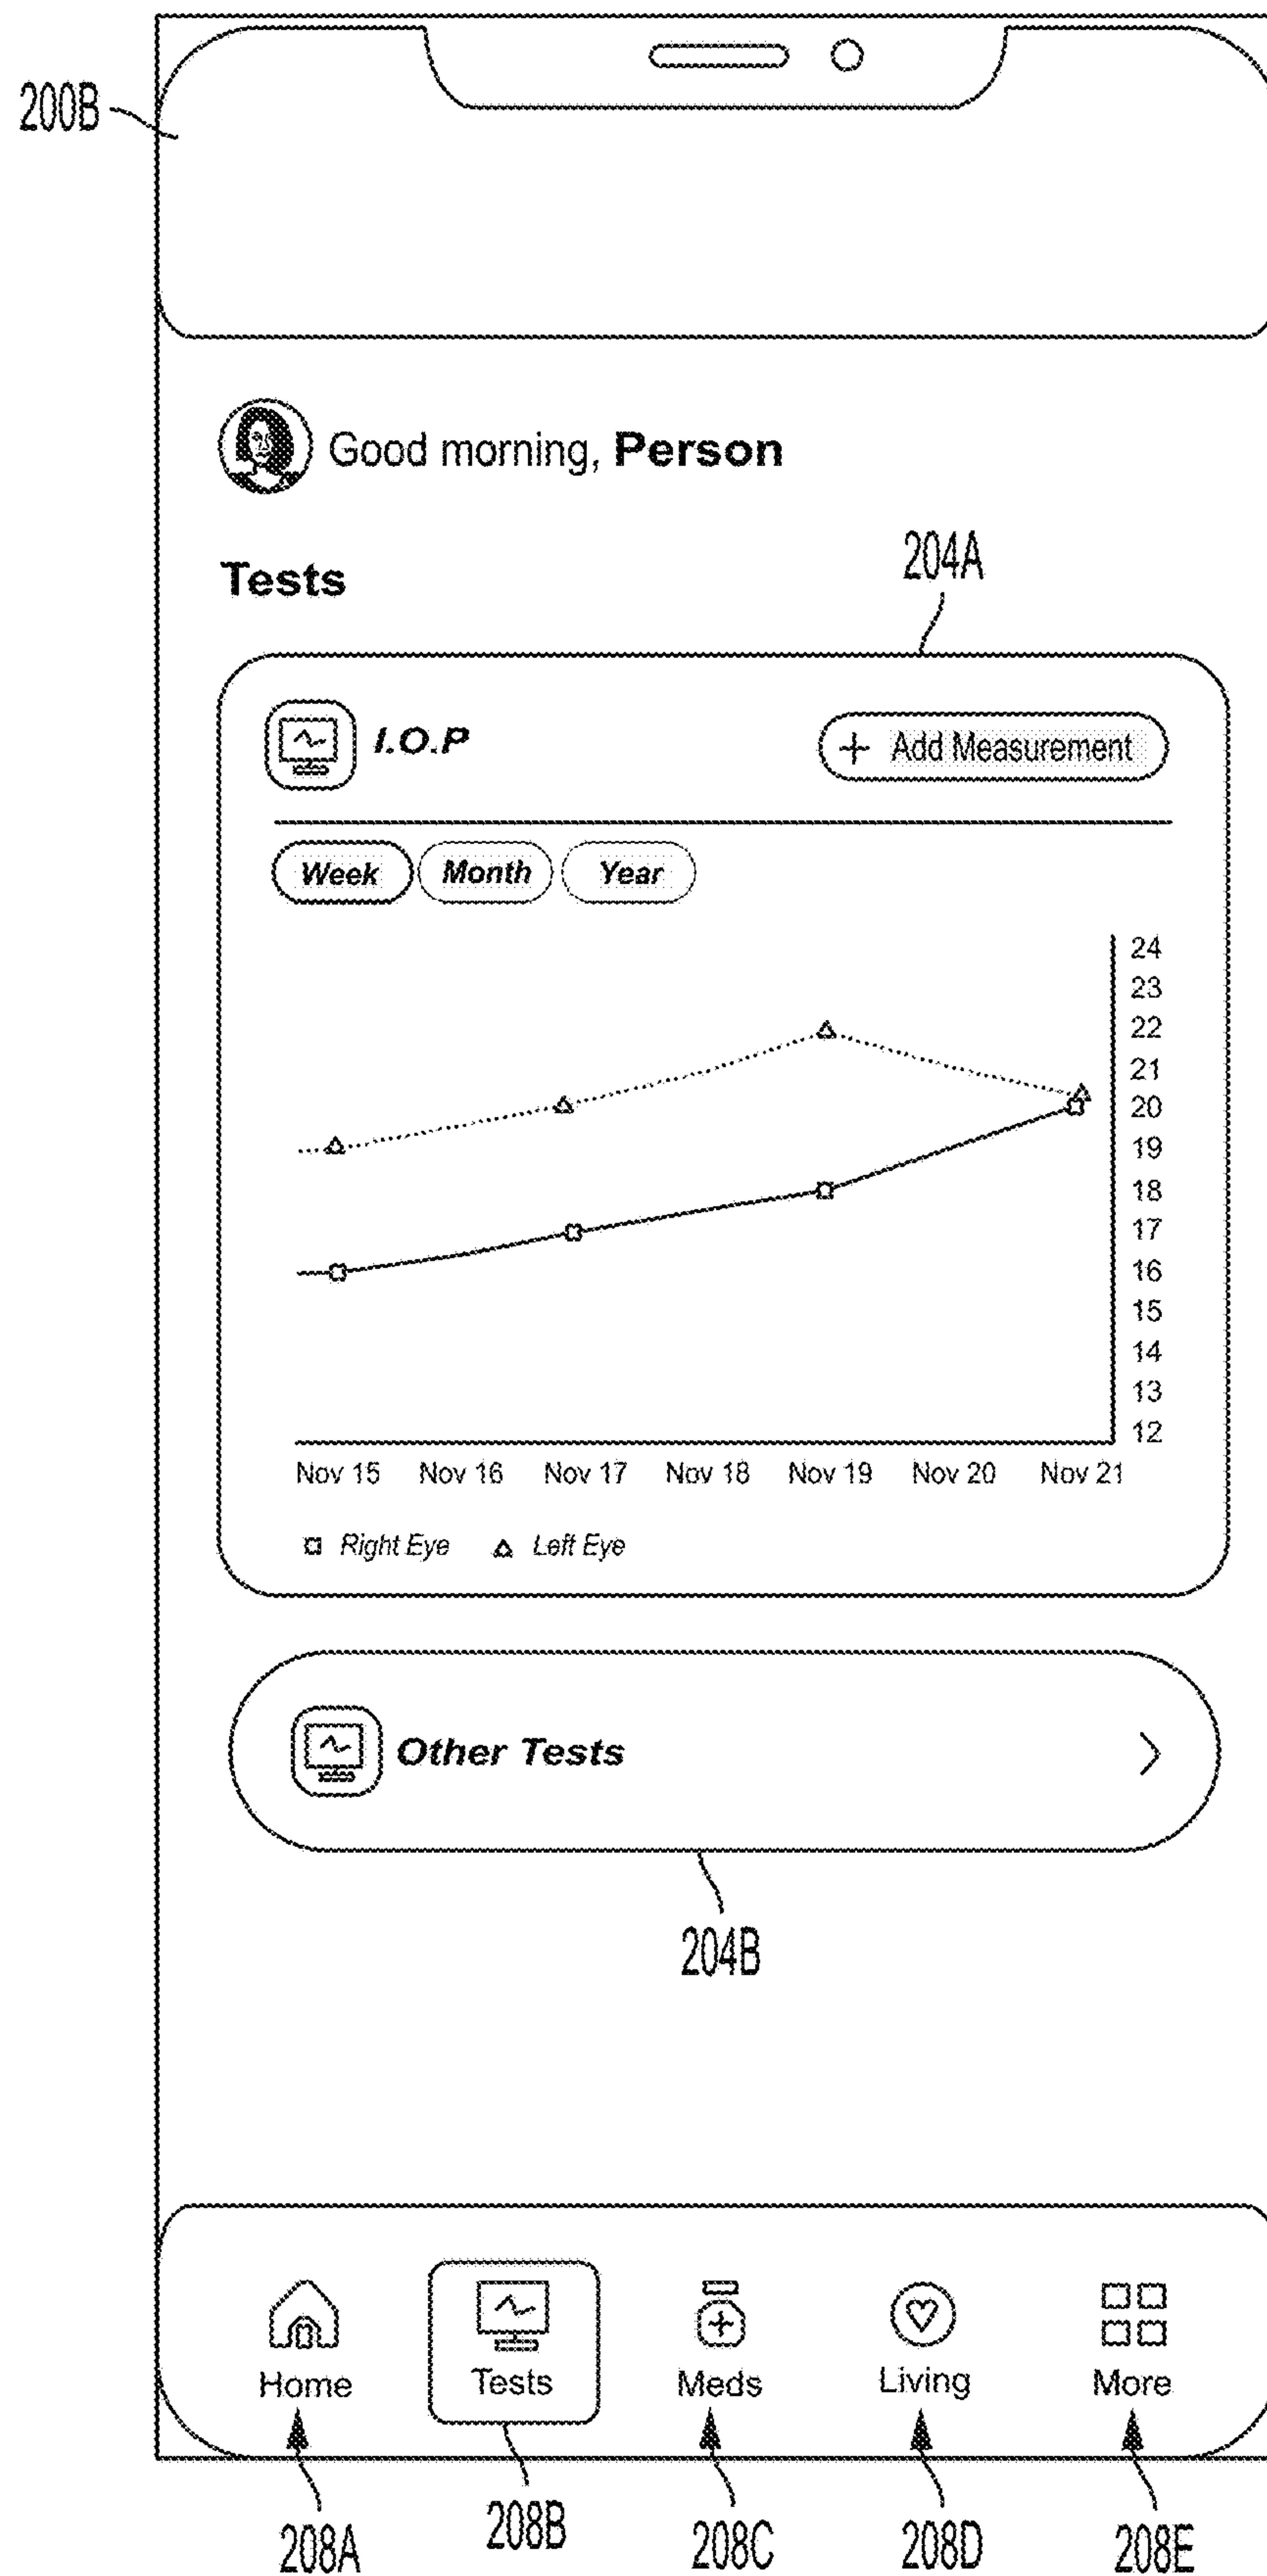 200B
Good morning, Person
Tests
204A
I.O.P
+ Add Measurement
Week Month Year
24
23
22
21
20
19
18
17
16
15
14
13
12
Nov 15 Nov 16 Nov 17 Nov 18 Nov 19 Nov 20 Nov 21
Right Eye Left Eye
Other Tests
204B
Home Tests Meds Living More
208A 208B 208C 208D 208E